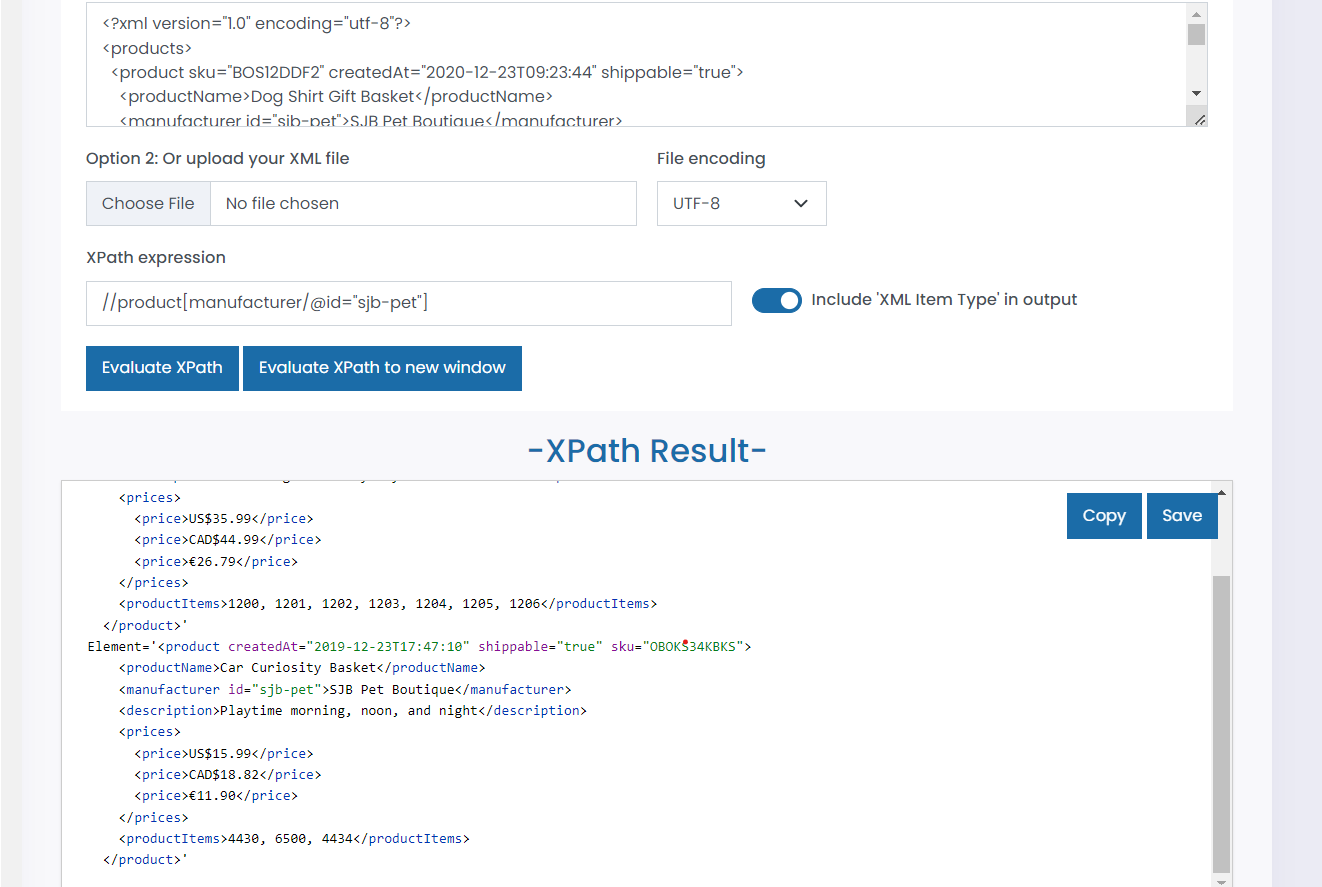 <?xml version="1.0" encoding="utf-8"?>
<products>
<product sku="BOS12DDF2" createdAt="2020-12-23T09:23:44" shippable="true">
<productName>Dog Shirt Gift Basket</productName>
<manufacturer id="sjb-pet">SJB Pet Boutique</manufacturer>
Option 2: Or upload your XML file
File encoding
Choose File
No file chosen
UTF-8
XPath expression
//product[manufacturer/@id="sjb-pet"]
Include 'XML Item Type' in output
Evaluate XPath
Evaluate XPath to new window
-XPath Result-
Copy
Save
<prices>
<price>US$35.99</price>
<price>CAD$44.99</price>
<price>€26.79</price>
</prices>
<productItems>1200, 1201, 1202, 1203, 1204, 1205, 1206</productItems>
</product>'
Element='<product createdAt="2019-12-23T17:47:10" shippable="true" sku="OBOKS34KBKS">
<productName>Car Curiosity Basket</productName>
<manufacturer id="sjb-pet">SJB Pet Boutique</manufacturer>
<description>Playtime morning, noon, and night</description>
<prices>
<price>US$15.99</price>
<price>CAD$18.82</price>
<price>€11.90</price>
</prices>
<productItems>4430, 6500, 4434</productItems>
</product>'